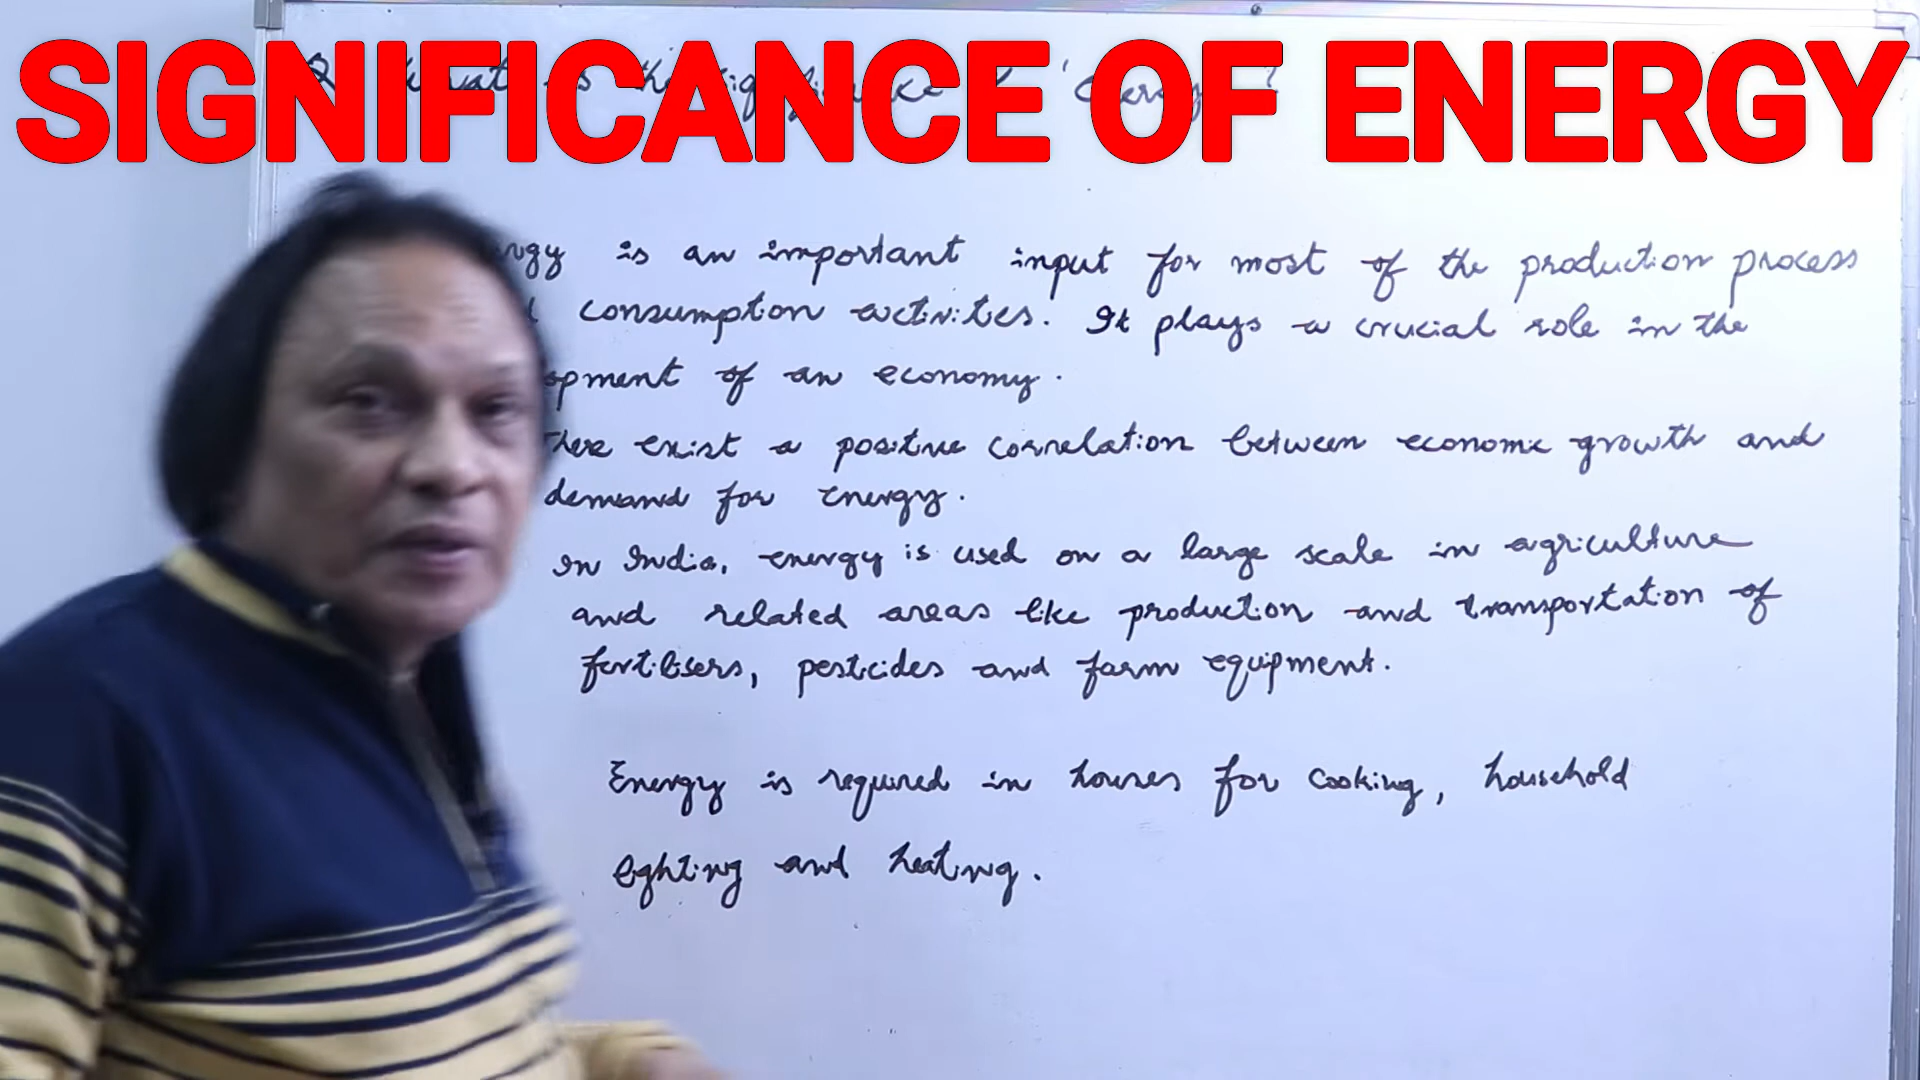 SIGNIFICANCE OF ENERGY
is an important input for most of the production process
consumption activities. It plays a crucial role in the
opment of an economy.
There exist a positive correlation between economic growth and
demand for energy.
In India, energy is used on a large scale in agriculture
and related areas like production and transportation of
fertilisers, pesticides and farm equipment.
Energy is required in houses for cooking, household
lighting and heating.